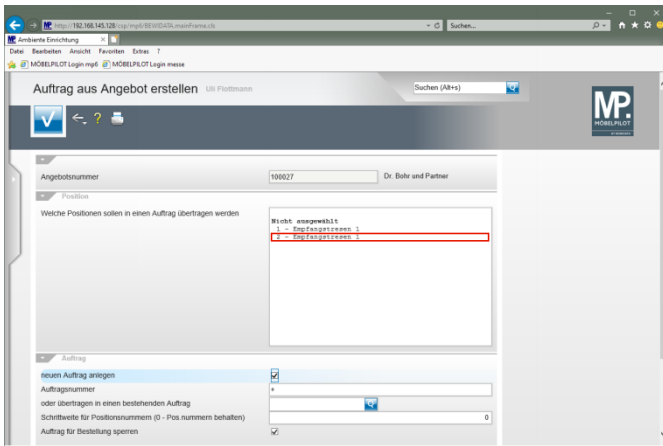 http://192.168.145.128/csp/mp6/BEWIDATA.mainFrame.cls
Suchen...
MP. Ambiente Einrichtung
Datei Bearbeiten Ansicht Favoriten Extras ?
MÖBELPILOT Login mp6 MÖBELPILOT Login messe
Auftrag aus Angebot erstellen Uli Flottmann
Suchen (Alt+s)
MP.
MÖBELPILOT
?
Angebotsnummer 100027 Dr. Bohr und Partner
Position
Welche Positionen sollen in einen Auftrag übertragen werden
Nicht ausgewählt
1 - Empfangstresen 1
2 - Empfangstresen 1
Auftrag
neuen Auftrag anlegen
Auftragsnummer +
oder übertragen in einen bestehenden Auftrag
Schrittweite für Positionsnummern (0 - Pos.nummern behalten) 0
Auftrag für Bestellung sperren